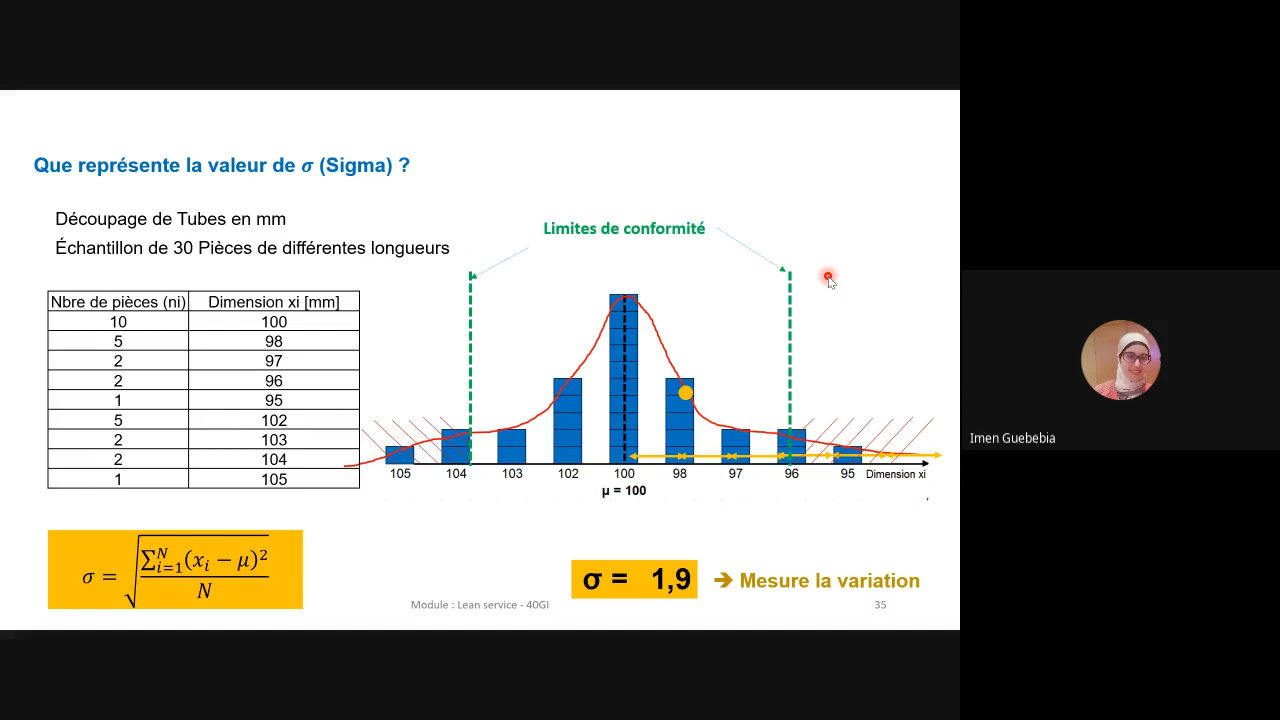 Que représente la valeur de σ (Sigma) ?
Découpage de Tubes en mm
Échantillon de 30 Pièces de différentes longueurs
Limites de conformité
Nbre de pièces (ni) Dimension xi [mm]
10 100
5 98
2 97
2 96
1 95
5 102
2 103
2 104
1 105
105 104 103 102 100 98 97 96 95 Dimension xi
μ = 100
σ = √(∑_{i=1}^{N}(x_i − μ)²/N)
σ = 1,9 ➔ Mesure la variation
Module : Lean service - 40GI 35
Imen Guebebia